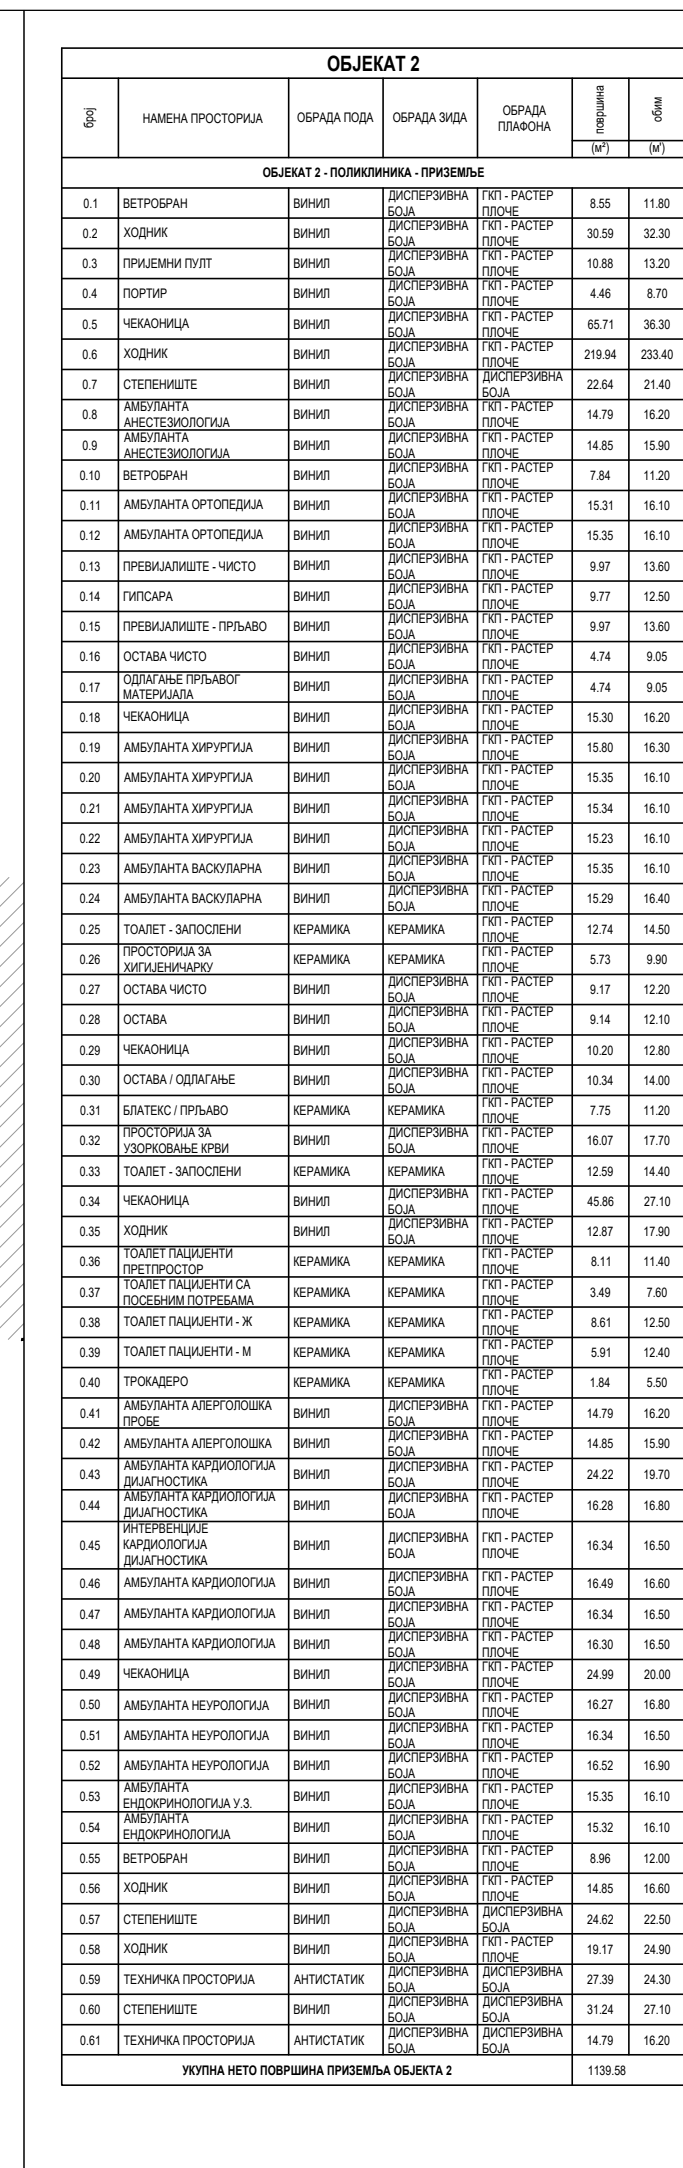 ОБЈЕКАТ 2
број НАМЕНА ПРОСТОРИЈА ОБРАДА ПОДА ОБРАДА ЗИДА ОБРАДА ПЛАФОНА површина (м²) обим (м')
ОБЈЕКАТ 2 - ПОЛИКЛИНИКА - ПРИЗЕМЉЕ
0.1 ВЕТРОБРАН ВИНИЛ ДИСПЕРЗИВНА БОЈА ГКП - РАСТЕР ПЛОЧЕ 8.55 11.80
0.2 ХОДНИК ВИНИЛ ДИСПЕРЗИВНА БОЈА ГКП - РАСТЕР ПЛОЧЕ 30.59 32.30
0.3 ПРИЈЕМНИ ПУЛТ ВИНИЛ ДИСПЕРЗИВНА БОЈА ГКП - РАСТЕР ПЛОЧЕ 10.88 13.20
0.4 ПОРТИР ВИНИЛ ДИСПЕРЗИВНА БОЈА ГКП - РАСТЕР ПЛОЧЕ 4.46 8.70
0.5 ЧЕКАОНИЦА ВИНИЛ ДИСПЕРЗИВНА БОЈА ГКП - РАСТЕР ПЛОЧЕ 65.71 36.30
0.6 ХОДНИК ВИНИЛ ДИСПЕРЗИВНА БОЈА ГКП - РАСТЕР ПЛОЧЕ 219.94 233.40
0.7 СТЕПЕНИШТЕ ВИНИЛ ДИСПЕРЗИВНА БОЈА ДИСПЕРЗИВНА БОЈА 22.64 21.40
0.8 АМБУЛАНТА АНЕСТЕЗИОЛОГИЈА ВИНИЛ ДИСПЕРЗИВНА БОЈА ГКП - РАСТЕР ПЛОЧЕ 14.79 16.20
0.9 АМБУЛАНТА АНЕСТЕЗИОЛОГИЈА ВИНИЛ ДИСПЕРЗИВНА БОЈА ГКП - РАСТЕР ПЛОЧЕ 14.85 15.90
0.10 ВЕТРОБРАН ВИНИЛ ДИСПЕРЗИВНА БОЈА ГКП - РАСТЕР ПЛОЧЕ 7.84 11.20
0.11 АМБУЛАНТА ОРТОПЕДИЈА ВИНИЛ ДИСПЕРЗИВНА БОЈА ГКП - РАСТЕР ПЛОЧЕ 15.31 16.10
0.12 АМБУЛАНТА ОРТОПЕДИЈА ВИНИЛ ДИСПЕРЗИВНА БОЈА ГКП - РАСТЕР ПЛОЧЕ 15.35 16.10
0.13 ПРЕВИЈАЛИШТЕ - ЧИСТО ВИНИЛ ДИСПЕРЗИВНА БОЈА ГКП - РАСТЕР ПЛОЧЕ 9.97 13.60
0.14 ГИПСАРА ВИНИЛ ДИСПЕРЗИВНА БОЈА ГКП - РАСТЕР ПЛОЧЕ 9.77 12.50
0.15 ПРЕВИЈАЛИШТЕ - ПРЉАВО ВИНИЛ ДИСПЕРЗИВНА БОЈА ГКП - РАСТЕР ПЛОЧЕ 9.97 13.60
0.16 ОСТАВА ЧИСТО ВИНИЛ ДИСПЕРЗИВНА БОЈА ГКП - РАСТЕР ПЛОЧЕ 4.74 9.05
0.17 ОДЛАГАЊЕ ПРЉАВОГ МАТЕРИЈАЛА ВИНИЛ ДИСПЕРЗИВНА БОЈА ГКП - РАСТЕР ПЛОЧЕ 4.74 9.05
0.18 ЧЕКАОНИЦА ВИНИЛ ДИСПЕРЗИВНА БОЈА ГКП - РАСТЕР ПЛОЧЕ 15.30 16.20
0.19 АМБУЛАНТА ХИРУРГИЈА ВИНИЛ ДИСПЕРЗИВНА БОЈА ГКП - РАСТЕР ПЛОЧЕ 15.80 16.30
0.20 АМБУЛАНТА ХИРУРГИЈА ВИНИЛ ДИСПЕРЗИВНА БОЈА ГКП - РАСТЕР ПЛОЧЕ 15.35 16.10
0.21 АМБУЛАНТА ХИРУРГИЈА ВИНИЛ ДИСПЕРЗИВНА БОЈА ГКП - РАСТЕР ПЛОЧЕ 15.34 16.10
0.22 АМБУЛАНТА ХИРУРГИЈА ВИНИЛ ДИСПЕРЗИВНА БОЈА ГКП - РАСТЕР ПЛОЧЕ 15.23 16.10
0.23 АМБУЛАНТА ВАСКУЛАРНА ВИНИЛ ДИСПЕРЗИВНА БОЈА ГКП - РАСТЕР ПЛОЧЕ 15.35 16.10
0.24 АМБУЛАНТА ВАСКУЛАРНА ВИНИЛ ДИСПЕРЗИВНА БОЈА ГКП - РАСТЕР ПЛОЧЕ 15.29 16.40
0.25 ТОАЛЕТ - ЗАПОСЛЕНИ КЕРАМИКА КЕРАМИКА ГКП - РАСТЕР ПЛОЧЕ 12.74 14.50
0.26 ПРОСТОРИЈА ЗА ХИГИЈЕНИЧАРКУ КЕРАМИКА КЕРАМИКА ГКП - РАСТЕР ПЛОЧЕ 5.73 9.90
0.27 ОСТАВА ЧИСТО ВИНИЛ ДИСПЕРЗИВНА БОЈА ГКП - РАСТЕР ПЛОЧЕ 9.17 12.20
0.28 ОСТАВА ВИНИЛ ДИСПЕРЗИВНА БОЈА ГКП - РАСТЕР ПЛОЧЕ 9.14 12.10
0.29 ЧЕКАОНИЦА ВИНИЛ ДИСПЕРЗИВНА БОЈА ГКП - РАСТЕР ПЛОЧЕ 10.20 12.80
0.30 ОСТАВА / ОДЛАГАЊЕ ВИНИЛ ДИСПЕРЗИВНА БОЈА ГКП - РАСТЕР ПЛОЧЕ 10.34 14.00
0.31 БЛАТЕКС / ПРЉАВО КЕРАМИКА КЕРАМИКА ГКП - РАСТЕР ПЛОЧЕ 7.75 11.20
0.32 ПРОСТОРИЈА ЗА УЗОРКОВАЊЕ КРВИ ВИНИЛ ДИСПЕРЗИВНА БОЈА ГКП - РАСТЕР ПЛОЧЕ 16.07 17.70
0.33 ТОАЛЕТ - ЗАПОСЛЕНИ КЕРАМИКА КЕРАМИКА ГКП - РАСТЕР ПЛОЧЕ 12.59 14.40
0.34 ЧЕКАОНИЦА ВИНИЛ ДИСПЕРЗИВНА БОЈА ГКП - РАСТЕР ПЛОЧЕ 45.86 27.10
0.35 ХОДНИК ВИНИЛ ДИСПЕРЗИВНА БОЈА ГКП - РАСТЕР ПЛОЧЕ 12.87 17.90
0.36 ТОАЛЕТ ПАЦИЈЕНТИ ПРЕТПРОСТОР КЕРАМИКА КЕРАМИКА ГКП - РАСТЕР ПЛОЧЕ 8.11 11.40
0.37 ТОАЛЕТ ПАЦИЈЕНТИ СА ПОСЕБНИМ ПОТРЕБАМА КЕРАМИКА КЕРАМИКА ГКП - РАСТЕР ПЛОЧЕ 3.49 7.60
0.38 ТОАЛЕТ ПАЦИЈЕНТИ - Ж КЕРАМИКА КЕРАМИКА ГКП - РАСТЕР ПЛОЧЕ 8.61 12.50
0.39 ТОАЛЕТ ПАЦИЈЕНТИ - М КЕРАМИКА КЕРАМИКА ГКП - РАСТЕР ПЛОЧЕ 5.91 12.40
0.40 ТРОКАДЕРО КЕРАМИКА КЕРАМИКА ГКП - РАСТЕР ПЛОЧЕ 1.84 5.50
0.41 АМБУЛАНТА АЛЕРГОЛОШКА ПРОБЕ ВИНИЛ ДИСПЕРЗИВНА БОЈА ГКП - РАСТЕР ПЛОЧЕ 14.79 16.20
0.42 АМБУЛАНТА АЛЕРГОЛОШКА ВИНИЛ ДИСПЕРЗИВНА БОЈА ГКП - РАСТЕР ПЛОЧЕ 14.85 15.90
0.43 АМБУЛАНТА КАРДИОЛОГИЈА ДИЈАГНОСТИКА ВИНИЛ ДИСПЕРЗИВНА БОЈА ГКП - РАСТЕР ПЛОЧЕ 24.22 19.70
0.44 АМБУЛАНТА КАРДИОЛОГИЈА ДИЈАГНОСТИКА ВИНИЛ ДИСПЕРЗИВНА БОЈА ГКП - РАСТЕР ПЛОЧЕ 16.28 16.80
0.45 ИНТЕРВЕНЦИЈЕ КАРДИОЛОГИЈА ДИЈАГНОСТИКА ВИНИЛ ДИСПЕРЗИВНА БОЈА ГКП - РАСТЕР ПЛОЧЕ 16.34 16.50
0.46 АМБУЛАНТА КАРДИОЛОГИЈА ВИНИЛ ДИСПЕРЗИВНА БОЈА ГКП - РАСТЕР ПЛОЧЕ 16.49 16.60
0.47 АМБУЛАНТА КАРДИОЛОГИЈА ВИНИЛ ДИСПЕРЗИВНА БОЈА ГКП - РАСТЕР ПЛОЧЕ 16.34 16.50
0.48 АМБУЛАНТА КАРДИОЛОГИЈА ВИНИЛ ДИСПЕРЗИВНА БОЈА ГКП - РАСТЕР ПЛОЧЕ 16.30 16.50
0.49 ЧЕКАОНИЦА ВИНИЛ ДИСПЕРЗИВНА БОЈА ГКП - РАСТЕР ПЛОЧЕ 24.99 20.00
0.50 АМБУЛАНТА НЕУРОЛОГИЈА ВИНИЛ ДИСПЕРЗИВНА БОЈА ГКП - РАСТЕР ПЛОЧЕ 16.27 16.80
0.51 АМБУЛАНТА НЕУРОЛОГИЈА ВИНИЛ ДИСПЕРЗИВНА БОЈА ГКП - РАСТЕР ПЛОЧЕ 16.34 16.50
0.52 АМБУЛАНТА НЕУРОЛОГИЈА ВИНИЛ ДИСПЕРЗИВНА БОЈА ГКП - РАСТЕР ПЛОЧЕ 16.52 16.90
0.53 АМБУЛАНТА ЕНДОКРИНОЛОГИЈА У.З. ВИНИЛ ДИСПЕРЗИВНА БОЈА ГКП - РАСТЕР ПЛОЧЕ 15.35 16.10
0.54 АМБУЛАНТА ЕНДОКРИНОЛОГИЈА ВИНИЛ ДИСПЕРЗИВНА БОЈА ГКП - РАСТЕР ПЛОЧЕ 15.32 16.10
0.55 ВЕТРОБРАН ВИНИЛ ДИСПЕРЗИВНА БОЈА ГКП - РАСТЕР ПЛОЧЕ 8.96 12.00
0.56 ХОДНИК ВИНИЛ ДИСПЕРЗИВНА БОЈА ГКП - РАСТЕР ПЛОЧЕ 14.85 16.60
0.57 СТЕПЕНИШТЕ ВИНИЛ ДИСПЕРЗИВНА БОЈА ДИСПЕРЗИВНА БОЈА 24.62 22.50
0.58 ХОДНИК ВИНИЛ ДИСПЕРЗИВНА БОЈА ГКП - РАСТЕР ПЛОЧЕ 19.17 24.90
0.59 ТЕХНИЧКА ПРОСТОРИЈА АНТИСТАТИК ДИСПЕРЗИВНА БОЈА ДИСПЕРЗИВНА БОЈА 27.39 24.30
0.60 СТЕПЕНИШТЕ ВИНИЛ ДИСПЕРЗИВНА БОЈА ДИСПЕРЗИВНА БОЈА 31.24 27.10
0.61 ТЕХНИЧКА ПРОСТОРИЈА АНТИСТАТИК ДИСПЕРЗИВНА БОЈА ДИСПЕРЗИВНА БОЈА 14.79 16.20
УКУПНА НЕТО ПОВРШИНА ПРИЗЕМЉА ОБЈЕКТА 2 1139.58